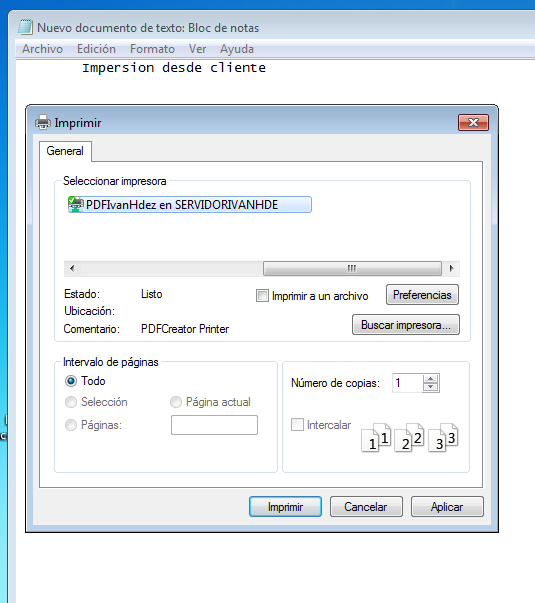 Nuevo documento de texto: Bloc de notas
Archivo Edición Formato Ver Ayuda
Impersion desde cliente
Imprimir
General
Seleccionar impresora
PDFIvanHdez en SERVIDORIVANHDE
Estado: Listo
Imprimir a un archivo
Preferencias
Ubicación:
Comentario: PDFCreator Printer
Buscar impresora...
Intervalo de páginas
Todo
Selección
Página actual
Páginas:
Número de copias: 1
Intercalar
1 1 2 2 3 3
Imprimir Cancelar Aplicar